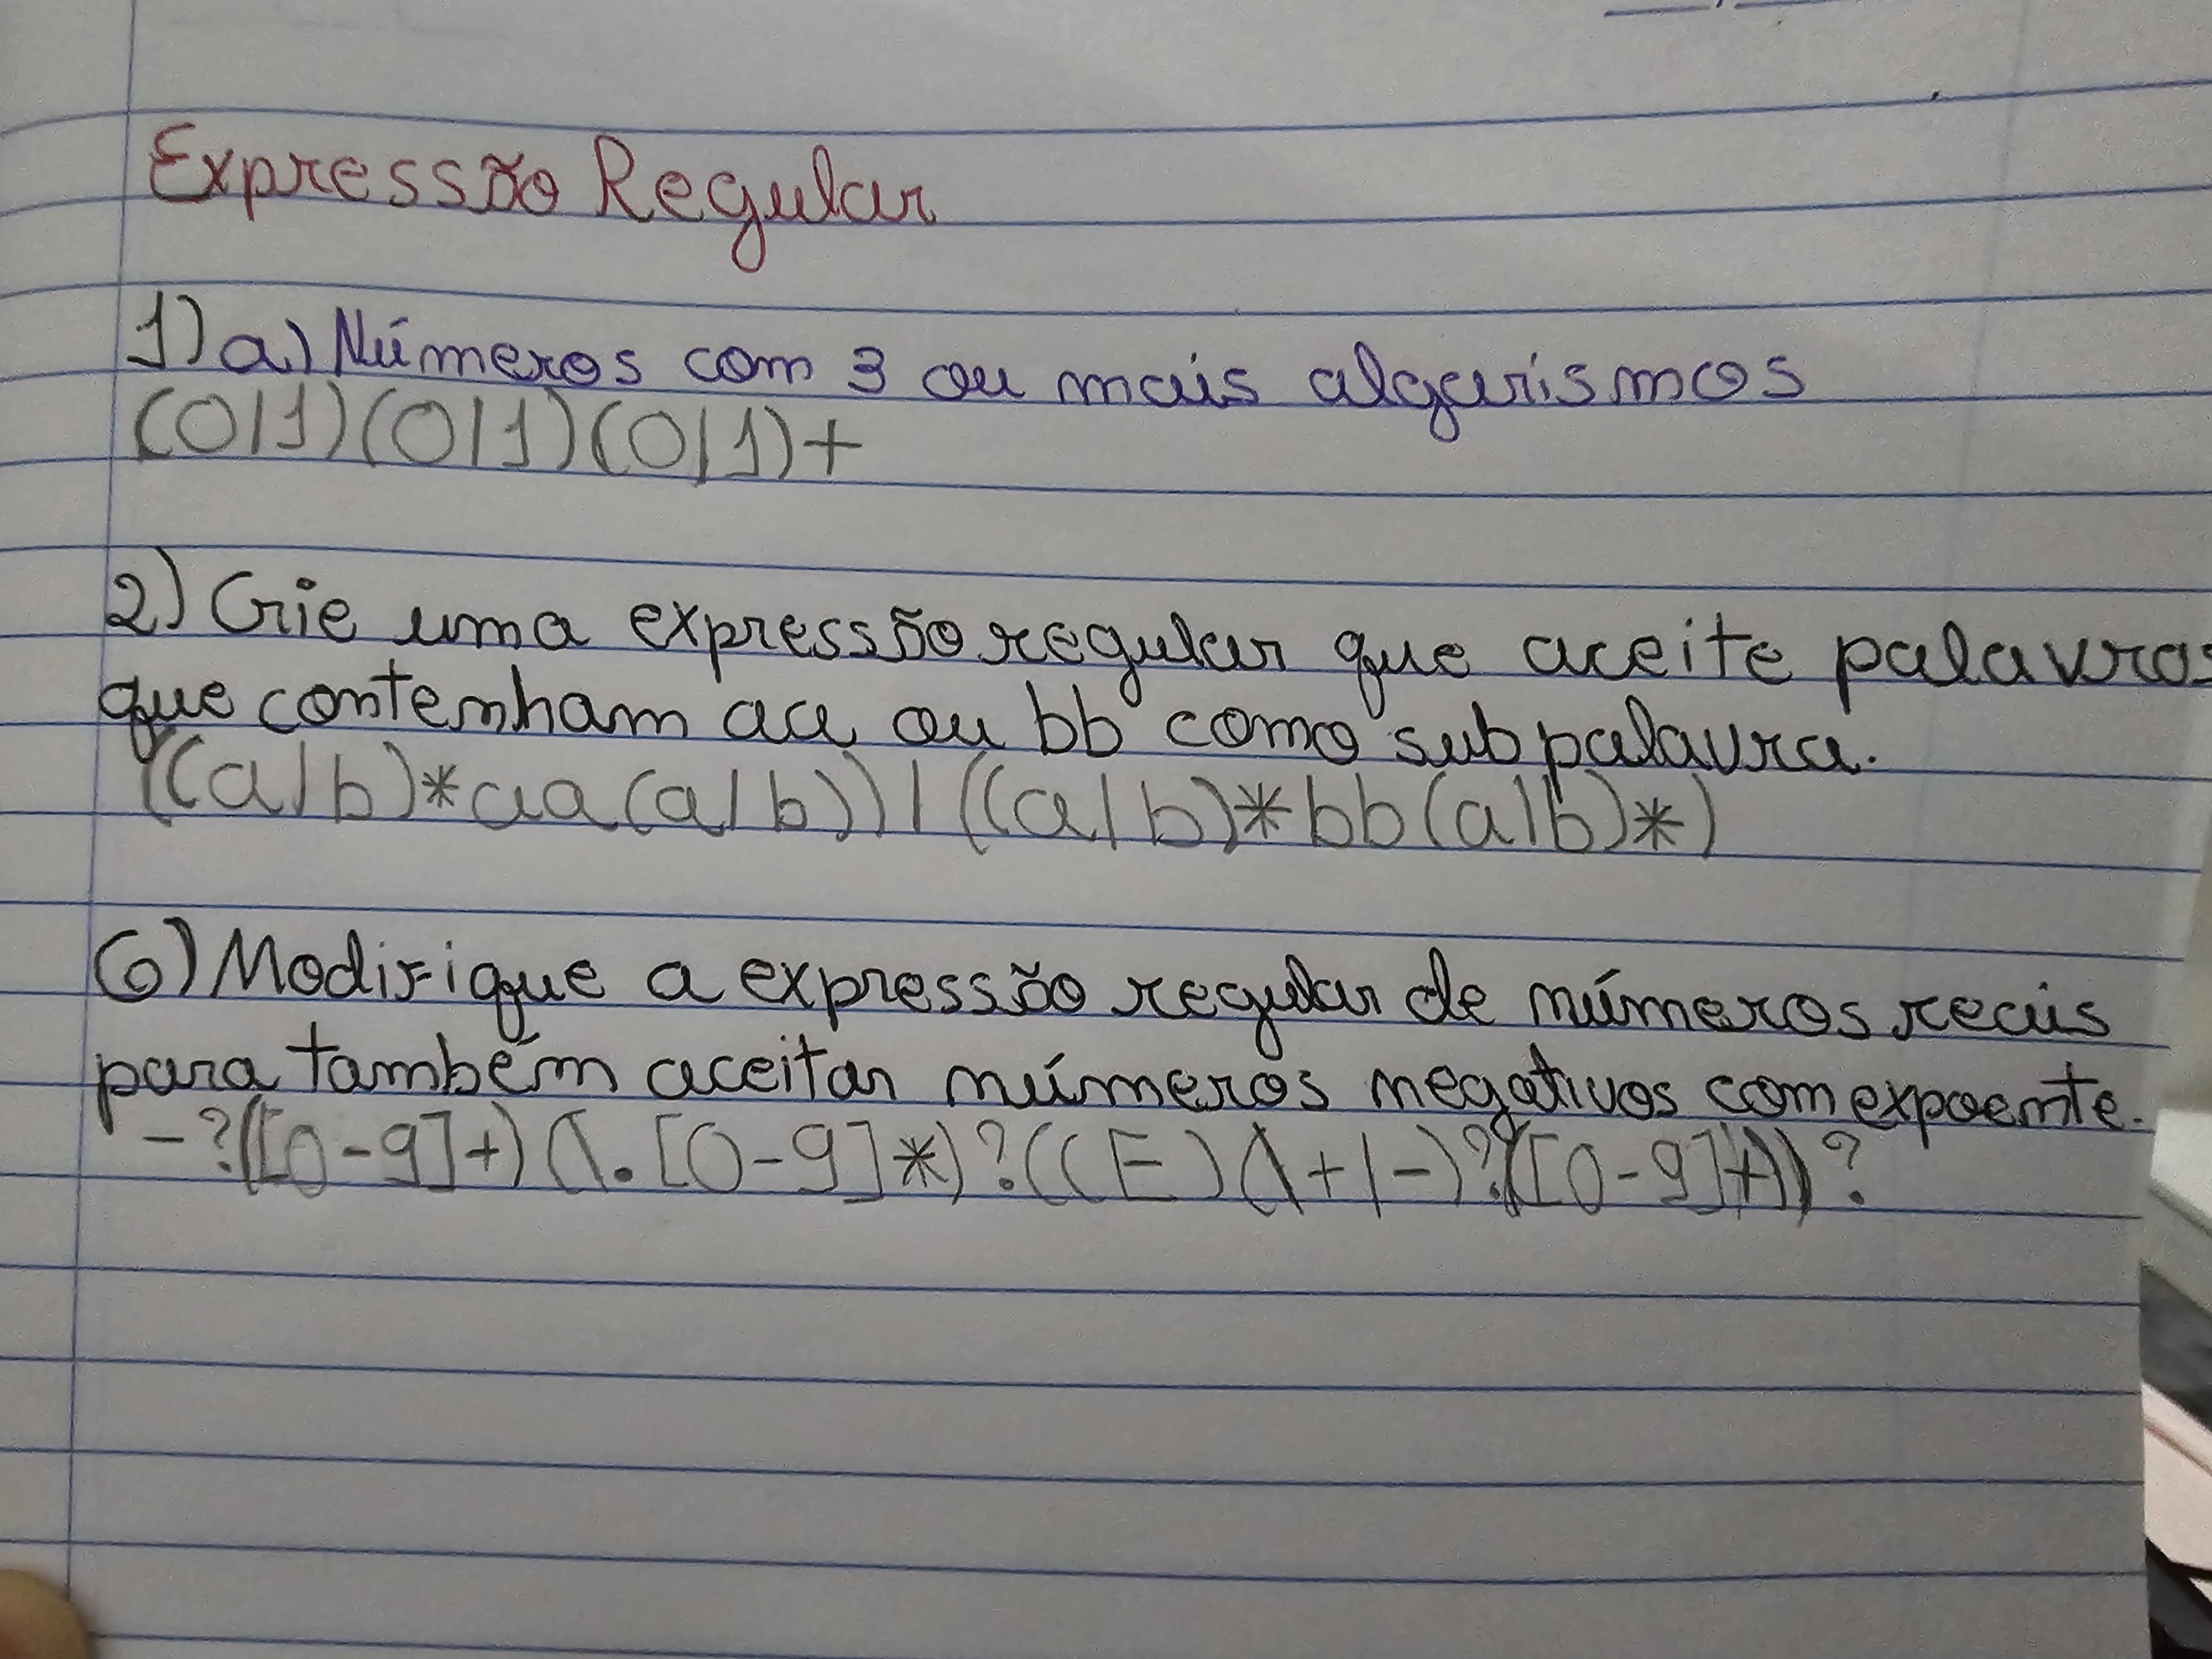 Expressão Regular
1) a) Números com 3 ou mais algarismos
(0|1)(0|1)(0|1)+
2) Crie uma expressão regular que aceite palavras
que contenham aa ou bb como subpalavra.
((a|b)*aa(a|b))|((a|b)*bb(a|b)*)
6) Modifique a expressão regular de números reais
para também aceitar números negativos com expoente.
-?([0-9]+)(\.[0-9]*)?((E)(\+|-)?([0-9]+))?